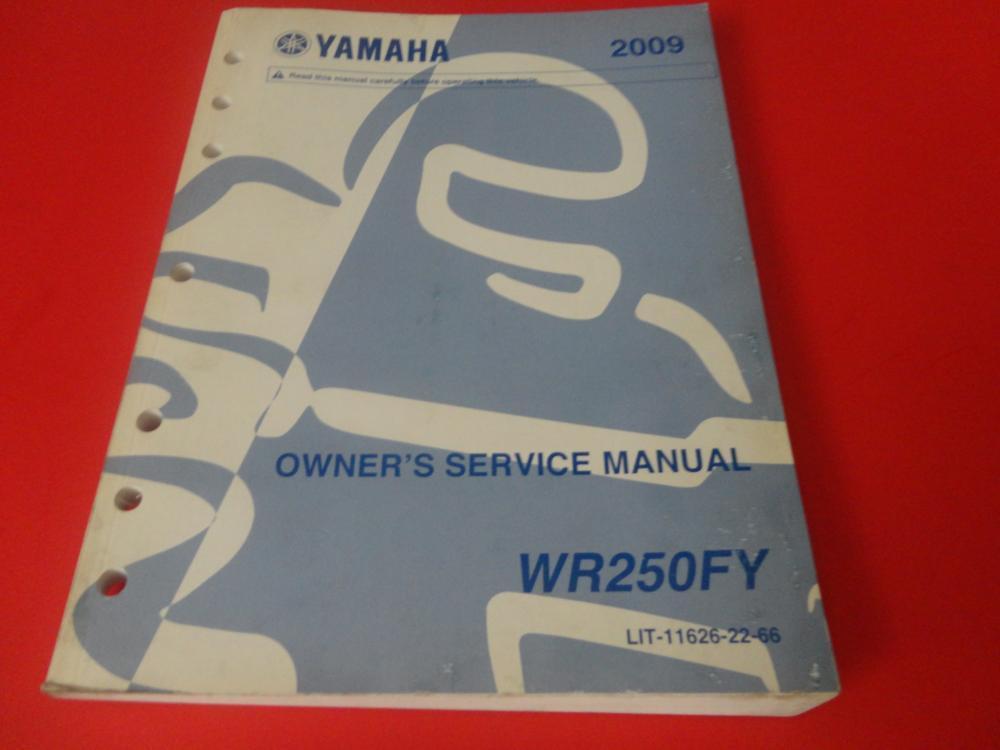 YAMAHA 2009
Read this manual carefully before operating this vehicle.
OWNER'S SERVICE MANUAL
WR250FY
LIT-11626-22-66